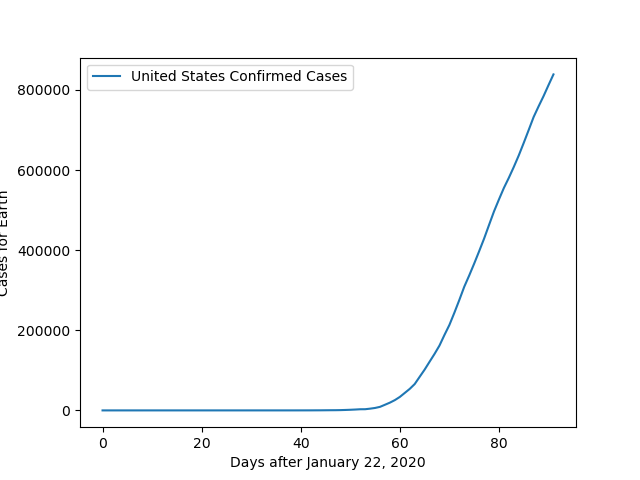 United States Confirmed Cases
800000
600000
400000
200000
0
Cases for Earth
0 20 40 60 80
Days after January 22, 2020